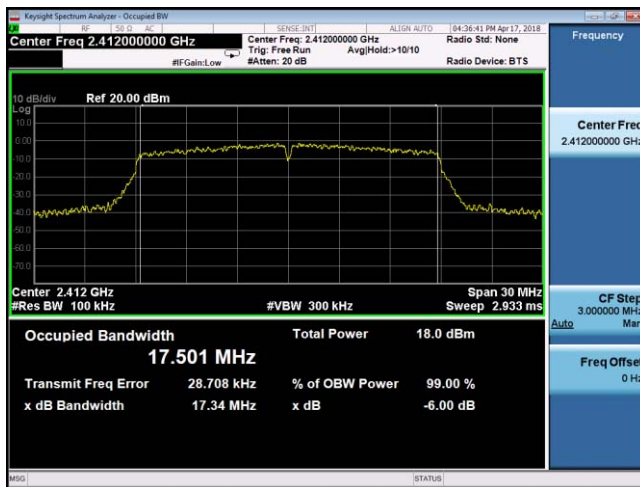 Keysight Spectrum Analyzer - Occupied BW
RF 50 Ω AC SENSE:INT ALIGN AUTO 04:36:41 PM Apr 17, 2018
Center Freq 2.412000000 GHz Center Freq: 2.412000000 GHz Radio Std: None
Trig: Free Run Avg|Hold:>10/10
#IFGain:Low #Atten: 20 dB Radio Device: BTS
10 dB/div Ref 20.00 dBm
Log
10.0
0.00
-10.0
-20.0
-30.0
-40.0
-50.0
-60.0
-70.0
Center 2.412 GHz Span 30 MHz
#Res BW 100 kHz #VBW 300 kHz Sweep 2.933 ms
Occupied Bandwidth Total Power 18.0 dBm
17.501 MHz
Transmit Freq Error 28.708 kHz % of OBW Power 99.00 %
x dB Bandwidth 17.34 MHz x dB -6.00 dB
MSG STATUS
Frequency
Center Freq
2.412000000 GHz
CF Step
3.000000 MHz
Auto Man
Freq Offset
0 Hz